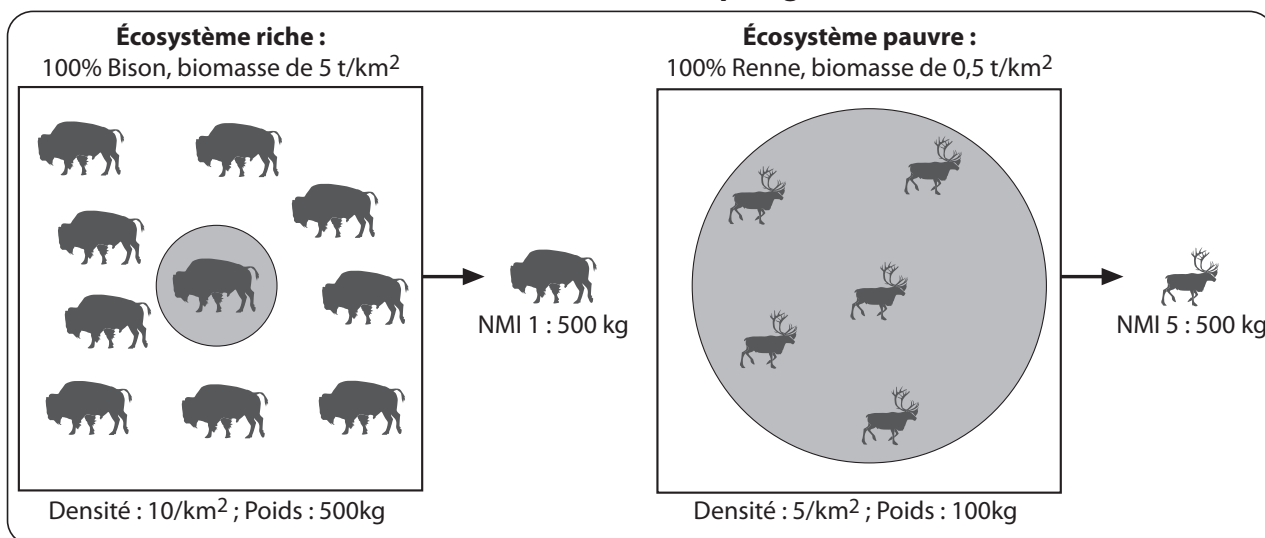 Écosystème riche :
100% Bison, biomasse de 5 t/km²
NMI 1 : 500 kg
Densité : 10/km² ; Poids : 500kg
Écosystème pauvre :
100% Renne, biomasse de 0,5 t/km²
NMI 5 : 500 kg
Densité : 5/km² ; Poids : 100kg